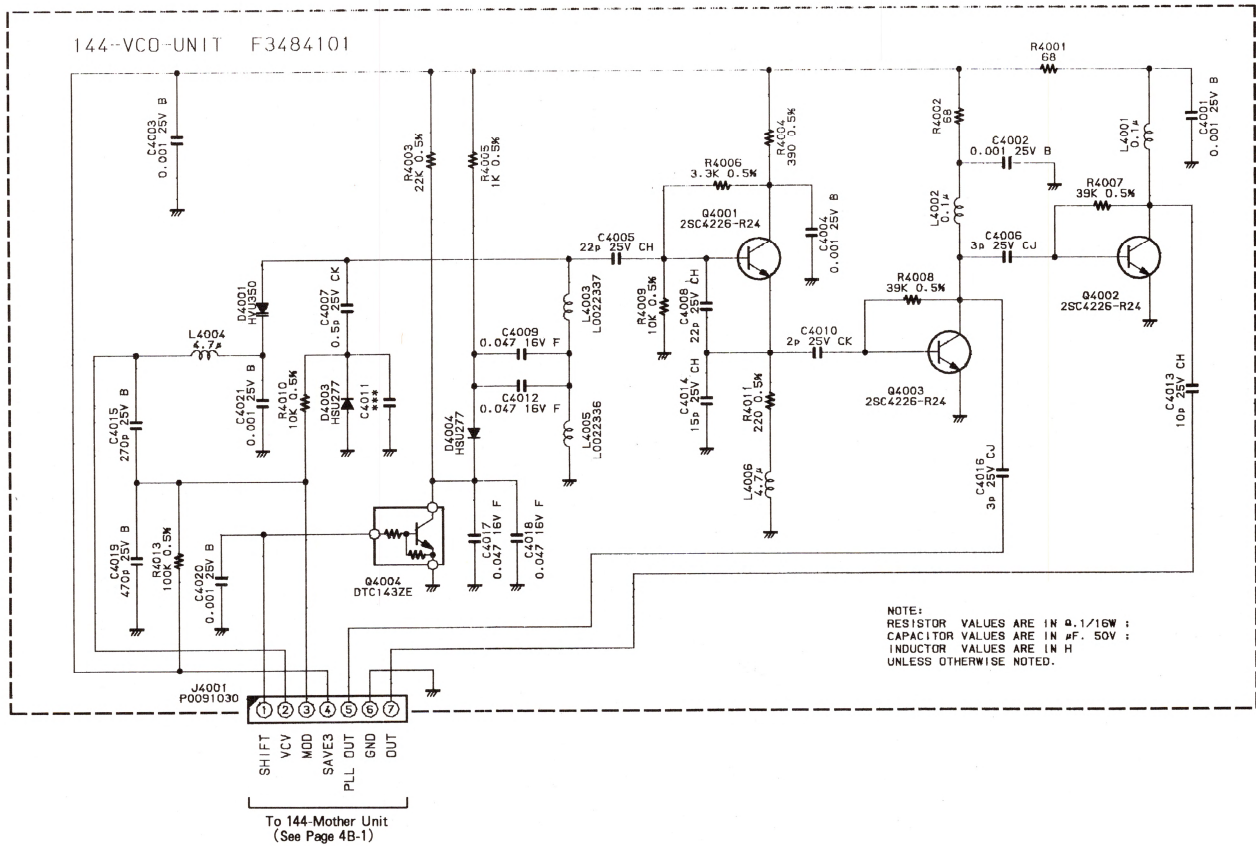 144-VCO-UNIT F3484101
R4001
68
C4003
0.001 25V B
R4003
22K 0.5%
R4005
1K 0.5%
R4004
390 0.5%
R4002
68
L4001
0.1μ
C4001
0.001 25V B
C4002
0.001 25V B
R4006
3.3K 0.5%
R4007
39K 0.5%
L4002
0.1μ
Q4001
2SC4226-R24
C4004
0.001 25V B
C4005
22p 25V CH
C4006
3p 25V CJ
D4001
HVU350
C4007
0.5p 25V CK
L4003
L0022337
R4009
10K 0.5%
C4008
22p 25V CH
R4008
39K 0.5%
Q4002
2SC4226-R24
L4004
4.7μ
C4009
0.047 16V F
C4010
2p 25V CK
C4012
0.047 16V F
C4015
270p 25V B
C4021
0.001 25V B
R4010
10K 0.5%
D4003
HSU277
C4011
***
D4004
HSU277
L4005
L0022336
C4014
15p 25V CH
R4011
220 0.5%
Q4003
2SC4226-R24
C4013
10p 25V CH
L4006
4.7μ
C4016
3p 25V CJ
C4019
470p 25V B
R4013
100K 0.5%
C4020
0.001 25V B
Q4004
DTC143ZE
C4017
0.047 16V F
C4018
0.047 16V F
NOTE:
RESISTOR VALUES ARE IN Ω.1/16W ;
CAPACITOR VALUES ARE IN μF. 50V ;
INDUCTOR VALUES ARE IN H
UNLESS OTHERWISE NOTED.
J4001
P0091030
1 2 3 4 5 6 7
SHIFT
VCV
MOD
SAVE3
PLL OUT
GND
OUT
To 144-Mother Unit
(See Page 4B-1)